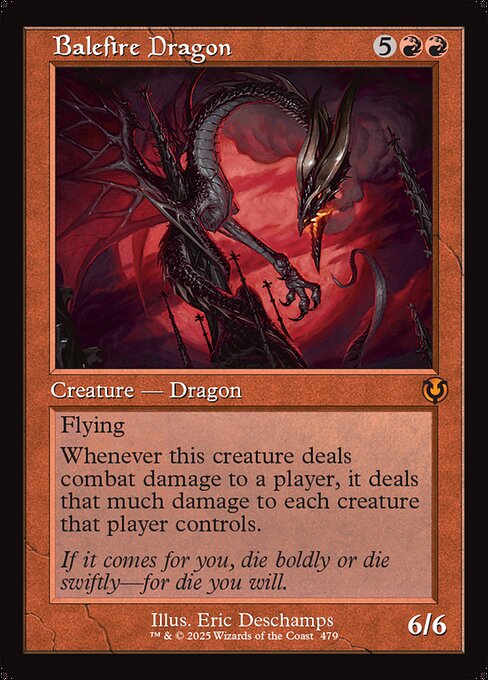 Balefire Dragon 5
Creature — Dragon
Flying
Whenever this creature deals
combat damage to a player, it deals
that much damage to each creature
that player controls.
If it comes for you, die boldly or die
swiftly—for die you will.
Illus. Eric Deschamps
™ & © 2025 Wizards of the Coast 479
6/6